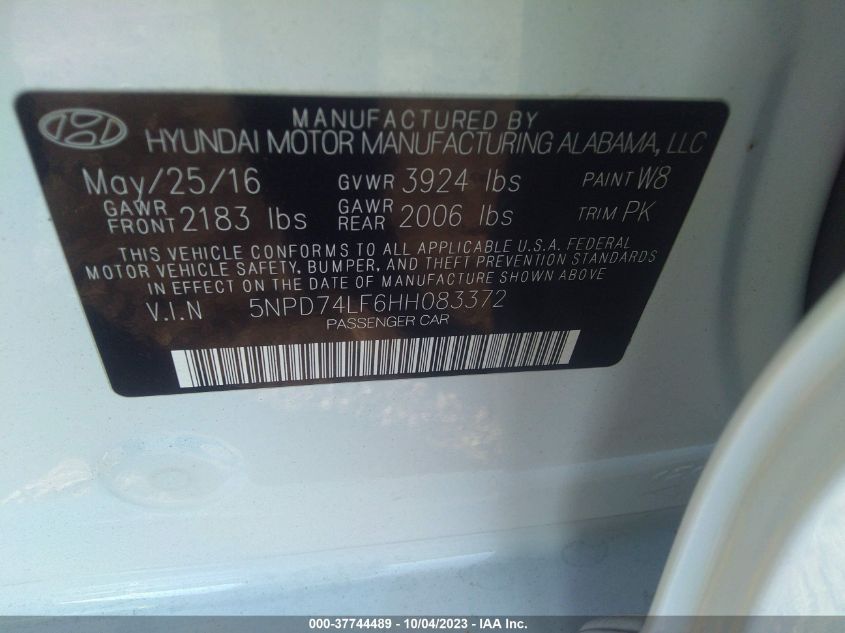 MANUFACTURED BY
HYUNDAI MOTOR MANUFACTURING ALABAMA, LLC
May/25/16 GVWR 3924 lbs PAINT W8
GAWR FRONT 2183 lbs GAWR REAR 2006 lbs TRIM PK
THIS VEHICLE CONFORMS TO ALL APPLICABLE U.S.A. FEDERAL
MOTOR VEHICLE SAFETY, BUMPER, AND THEFT PREVENTION STANDARDS
IN EFFECT ON THE DATE OF MANUFACTURE SHOWN ABOVE.
V.I.N 5NPD74LF6HH083372
PASSENGER CAR
000-37744489 - 10/04/2023 - IAA Inc.